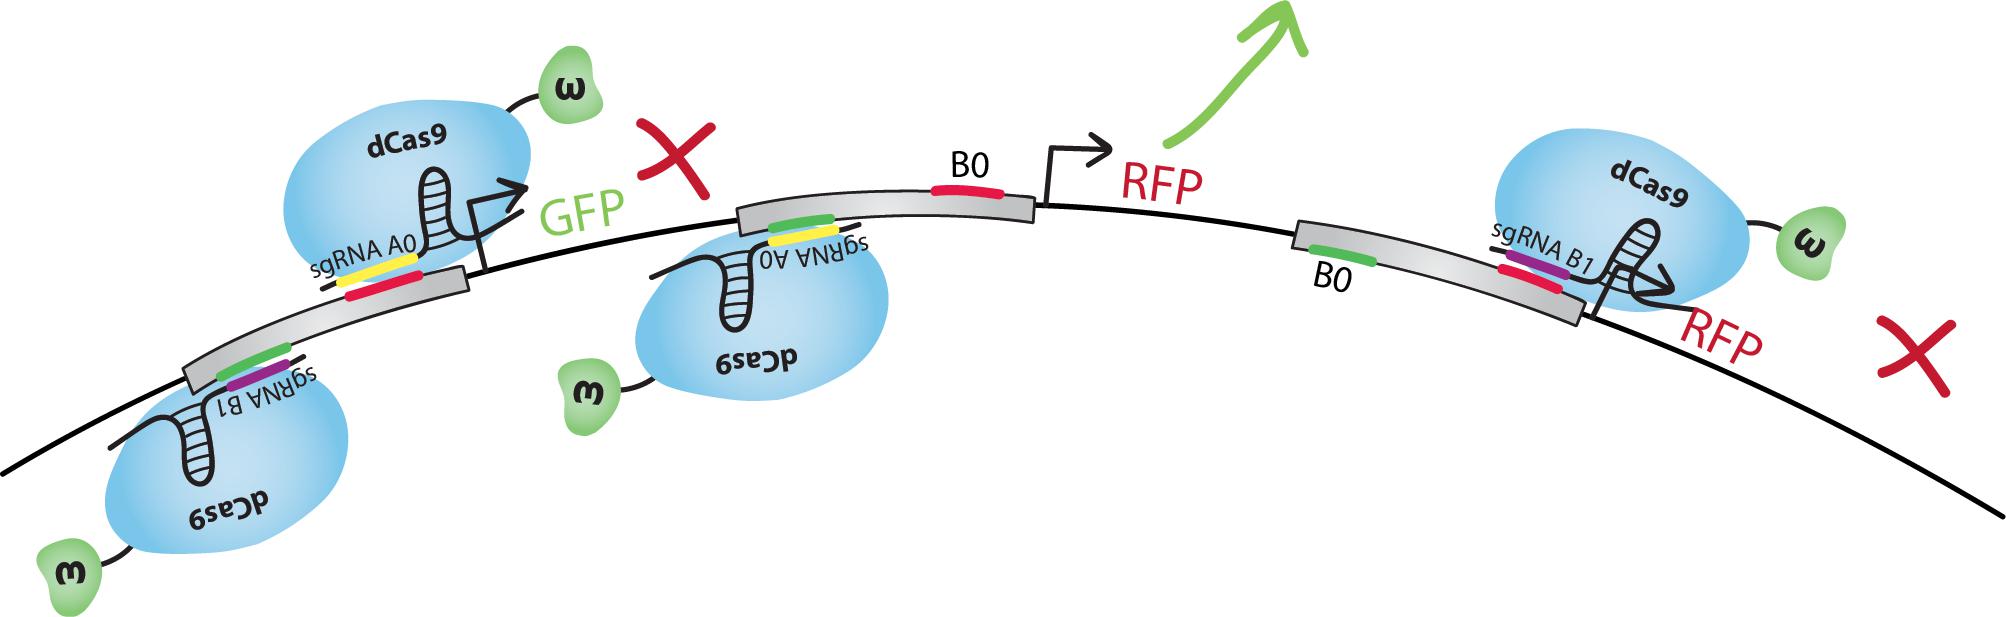 ω
dCas9
sgRNA A0
GFP
sgRNA B1
dCas9
ω
B0
RFP
sgRNA A0
dCas9
ω
B0
dCas9
sgRNA B1
ω
RFP